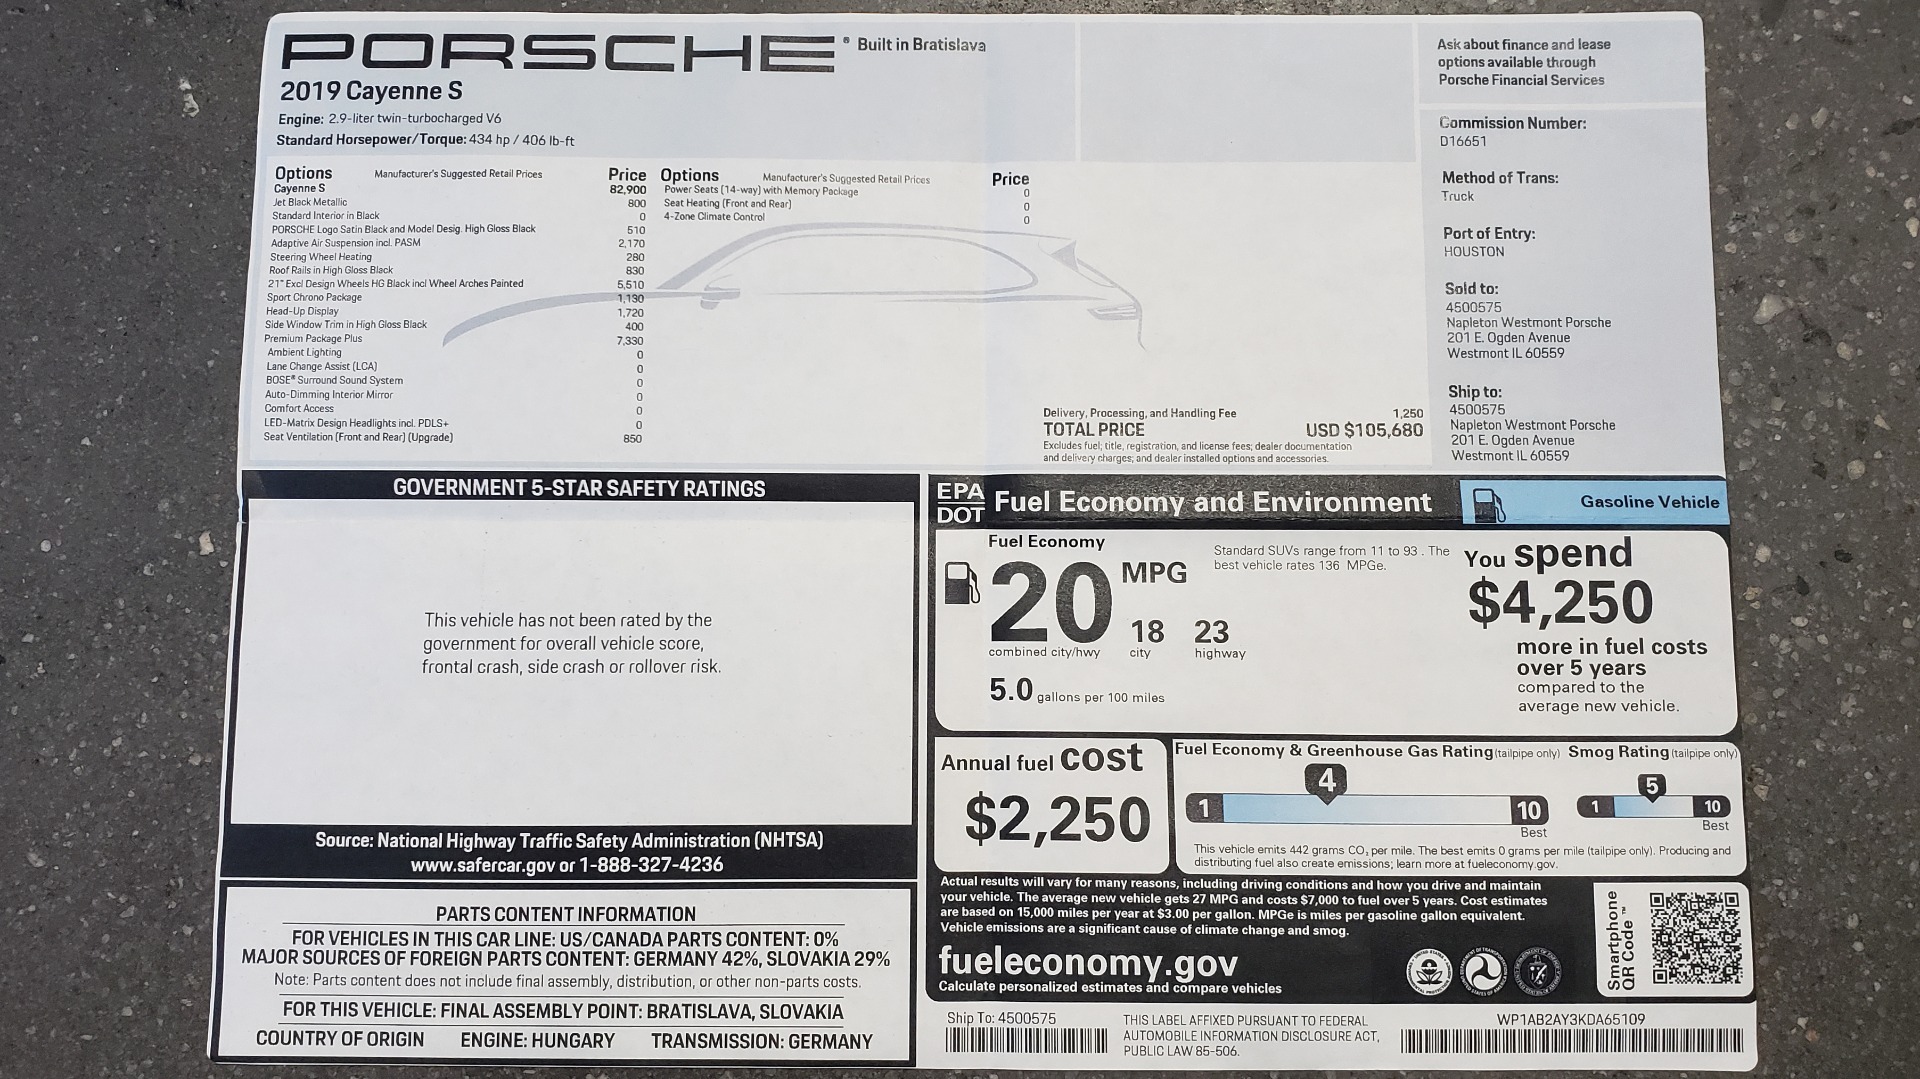 PORSCHE® Built in Bratislava
2019 Cayenne S
Engine: 2.9-liter twin-turbocharged V6
Standard Horsepower/Torque: 434 hp / 406 lb-ft
Options Manufacturer's Suggested Retail Prices Price
Cayenne S 82,900
Jet Black Metallic 800
Standard Interior in Black 0
PORSCHE Logo Satin Black and Model Desig. High Gloss Black 510
Adaptive Air Suspension incl. PASM 2,170
Steering Wheel Heating 280
Roof Rails in High Gloss Black 830
21" Excl Design Wheels HG Black incl Wheel Arches Painted 5,510
Sport Chrono Package 1,130
Head-Up Display 1,720
Side Window Trim in High Gloss Black 400
Premium Package Plus 7,330
Ambient Lighting 0
Lane Change Assist (LCA) 0
BOSE® Surround Sound System 0
Auto-Dimming Interior Mirror 0
Comfort Access 0
LED-Matrix Design Headlights incl. PDLS+ 0
Seat Ventilation (Front and Rear) (Upgrade) 850
Options Manufacturer's Suggested Retail Prices Price
Power Seats (14-way) with Memory Package 0
Seat Heating (Front and Rear) 0
4-Zone Climate Control 0
Delivery, Processing, and Handling Fee 1,250
TOTAL PRICE USD $105,680
Excludes fuel; title, registration, and license fees; dealer documentation
and delivery charges; and dealer installed options and accessories.
Ask about finance and lease
options available through
Porsche Financial Services
Commission Number:
D16651
Method of Trans:
Truck
Port of Entry:
HOUSTON
Sold to:
4500575
Napleton Westmont Porsche
201 E. Ogden Avenue
Westmont IL 60559
Ship to:
4500575
Napleton Westmont Porsche
201 E. Ogden Avenue
Westmont IL 60559
GOVERNMENT 5-STAR SAFETY RATINGS
This vehicle has not been rated by the
government for overall vehicle score,
frontal crash, side crash or rollover risk.
Source: National Highway Traffic Safety Administration (NHTSA)
www.safercar.gov or 1-888-327-4236
PARTS CONTENT INFORMATION
FOR VEHICLES IN THIS CAR LINE: US/CANADA PARTS CONTENT: 0%
MAJOR SOURCES OF FOREIGN PARTS CONTENT: GERMANY 42%, SLOVAKIA 29%
Note: Parts content does not include final assembly, distribution, or other non-parts costs.
FOR THIS VEHICLE: FINAL ASSEMBLY POINT: BRATISLAVA, SLOVAKIA
COUNTRY OF ORIGIN ENGINE: HUNGARY TRANSMISSION: GERMANY
EPA
DOT
Fuel Economy and Environment
Gasoline Vehicle
Fuel Economy
20 MPG
combined city/hwy
18
city
23
highway
5.0 gallons per 100 miles
Standard SUVs range from 11 to 93 . The
best vehicle rates 136 MPGe.
You spend
$4,250
more in fuel costs
over 5 years
compared to the
average new vehicle.
Annual fuel cost
$2,250
Fuel Economy & Greenhouse Gas Rating (tailpipe only)
4
1 10
Best
Smog Rating (tailpipe only)
5
1 10
Best
This vehicle emits 442 grams CO2 per mile. The best emits 0 grams per mile (tailpipe only). Producing and
distributing fuel also create emissions; learn more at fueleconomy.gov.
Actual results will vary for many reasons, including driving conditions and how you drive and maintain
your vehicle. The average new vehicle gets 27 MPG and costs $7,000 to fuel over 5 years. Cost estimates
are based on 15,000 miles per year at $3.00 per gallon. MPGe is miles per gasoline gallon equivalent.
Vehicle emissions are a significant cause of climate change and smog.
fueleconomy.gov
Calculate personalized estimates and compare vehicles
Smartphone
QR Code™
Ship To: 4500575
THIS LABEL AFFIXED PURSUANT TO FEDERAL
AUTOMOBILE INFORMATION DISCLOSURE ACT,
PUBLIC LAW 85-506.
WP1AB2AY3KDA65109